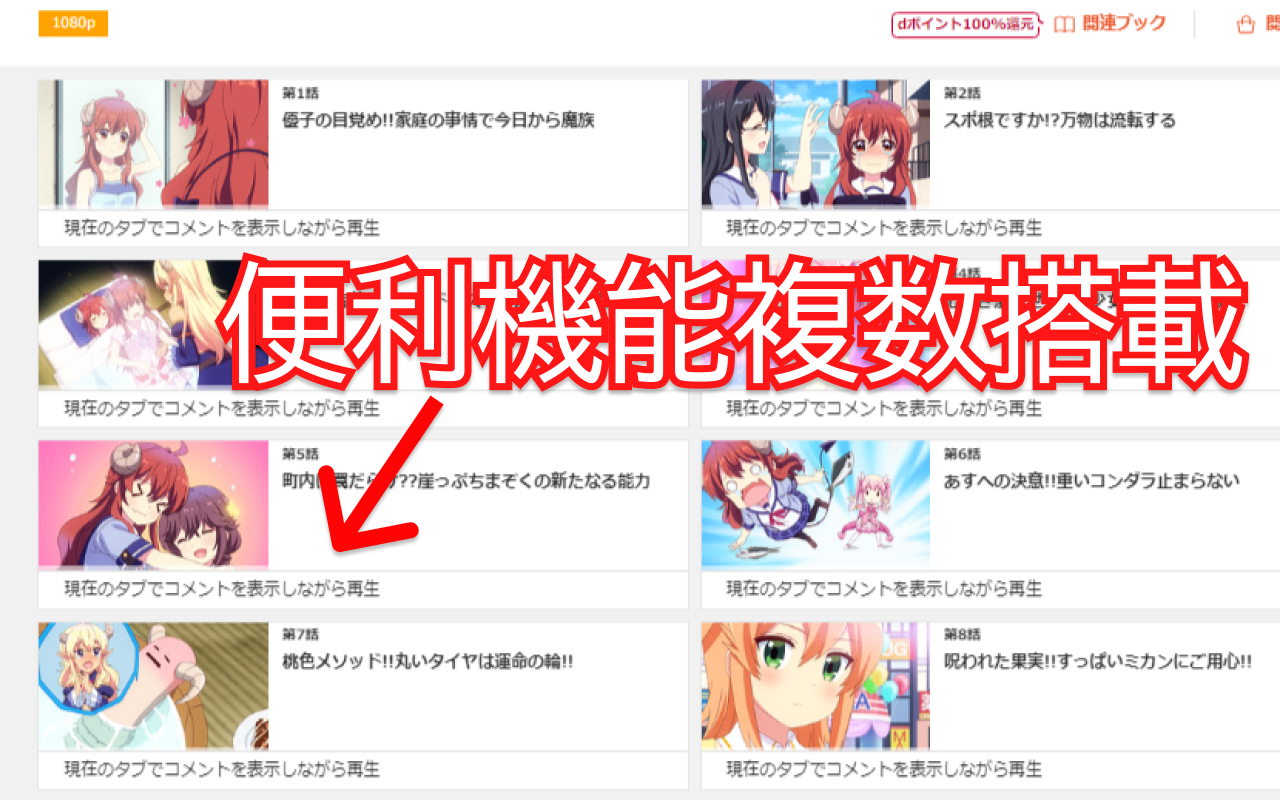 1080p
dポイント100%還元
関連ブック
第1話
優子の目覚め!!家庭の事情で今日から魔族
現在のタブでコメントを表示しながら再生
第2話
スポ根ですか!?万物は流転する
現在のタブでコメントを表示しながら再生
便利機能複数搭載
現在のタブでコメントを表示しながら再生
現在のタブでコメントを表示しながら再生
第5話
町内は罠だらけ??崖っぷちまぞくの新たなる能力
現在のタブでコメントを表示しながら再生
第6話
あすへの決意!!重いコンダラ止まらない
現在のタブでコメントを表示しながら再生
第7話
桃色メソッド!!丸いタイヤは運命の輪!!
現在のタブでコメントを表示しながら再生
第8話
呪われた果実!!すっぱいミカンにご用心!!
現在のタブでコメントを表示しながら再生